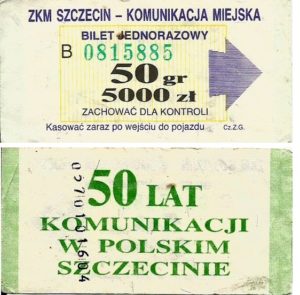 ZKM SZCZECIN – KOMUNIKACJA MIEJSKA
BILET JEDNORAZOWY
B 0815885
50 gr
5000 zł
ZACHOWAĆ DLA KONTROLI
Kasować zaraz po wejściu do pojazdu
Cz.Z.G.
50 LAT
KOMUNIKACJI
W POLSKIM
SZCZECINIE